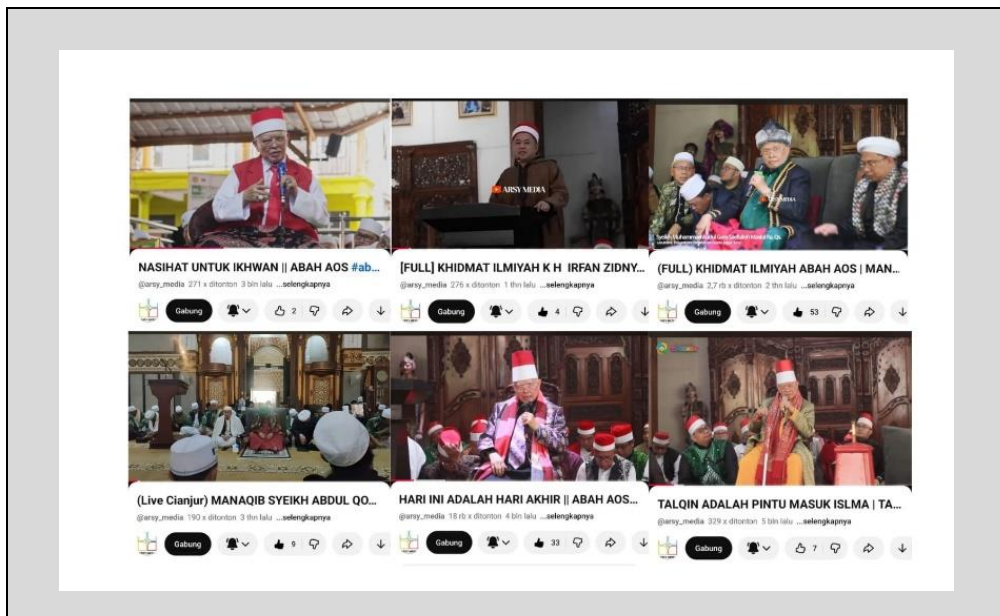 ARSY MEDIA
ARSY MEDIA
NASIHAT UNTUK IKHWAN || ABAH AOS #ab...
@arsy_media 271 x ditonton 3 bln lalu ...selengkapnya
Gabung 2
[FULL] KHIDMAT ILMIYAH K H IRFAN ZIDNY...
@arsy_media 276 x ditonton 1 thn lalu ...selengkapnya
Gabung 4
(FULL) KHIDMAT ILMIYAH ABAH AOS | MAN...
@arsy_media 2,7 rb x ditonton 2 thn lalu ...selengkapnya
Gabung 53
(Live Cianjur) MANAQIB SYEIKH ABDUL QO...
@arsy_media 190 x ditonton 3 thn lalu ...selengkapnya
Gabung 9
HARI INI ADALAH HARI AKHIR || ABAH AOS...
@arsy_media 18 rb x ditonton 4 bln lalu ...selengkapnya
Gabung 33
TALQIN ADALAH PINTU MASUK ISLMA | TA...
@arsy_media 329 x ditonton 5 bln lalu ...selengkapnya
Gabung 7